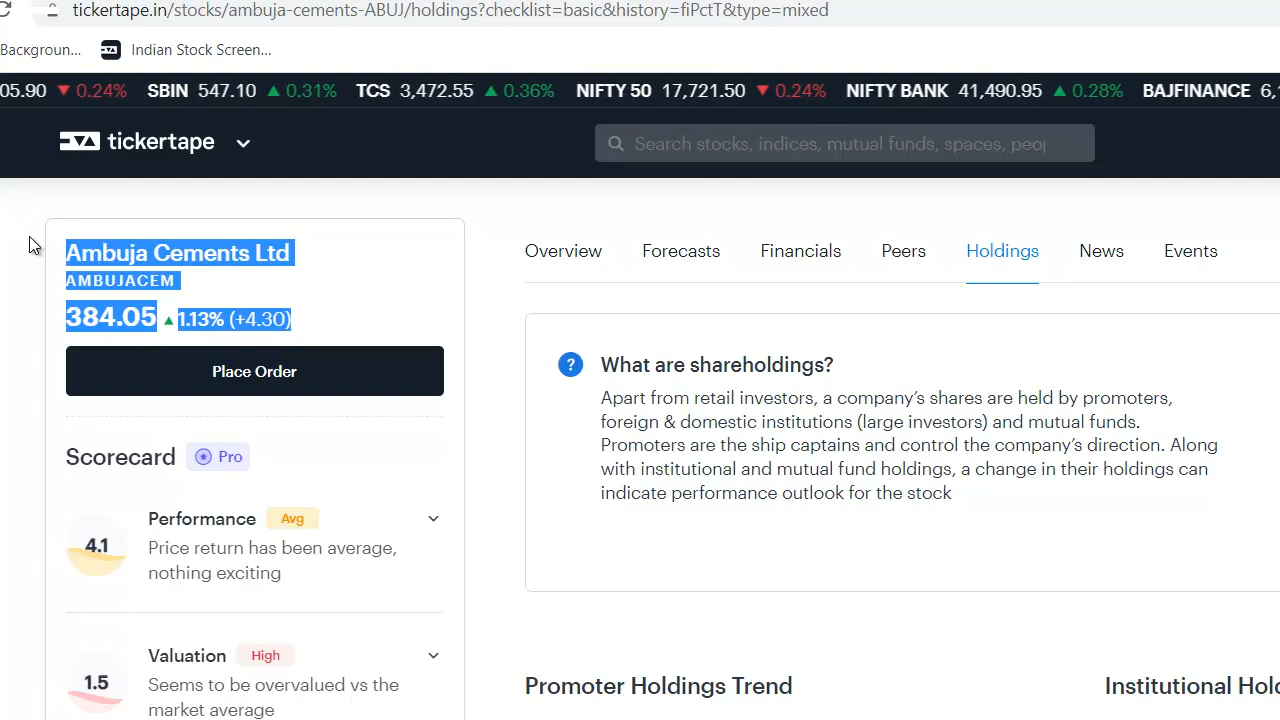 tickertape.in/stocks/ambuja-cements-ABUJ/holdings?checklist=basic&history=fiPctT&type=mixed
Backgroun... Indian Stock Screen...
05.90 ▼ 0.24% SBIN 547.10 ▲ 0.31% TCS 3,472.55 ▲ 0.36% NIFTY 50 17,721.50 ▼ 0.24% NIFTY BANK 41,490.95 ▲ 0.28% BAJFINANCE 6,1
tickertape
Search stocks, indices, mutual funds, spaces, peop
Ambuja Cements Ltd
AMBUJACEM
384.05 ▲ 1.13% (+4.30)
Place Order
Scorecard Pro
4.1
Performance Avg
Price return has been average,
nothing exciting
1.5
Valuation High
Seems to be overvalued vs the
market average
Overview Forecasts Financials Peers Holdings News Events
? What are shareholdings?
Apart from retail investors, a company’s shares are held by promoters,
foreign & domestic institutions (large investors) and mutual funds.
Promoters are the ship captains and control the company’s direction. Along
with institutional and mutual fund holdings, a change in their holdings can
indicate performance outlook for the stock
Promoter Holdings Trend
Institutional Hold